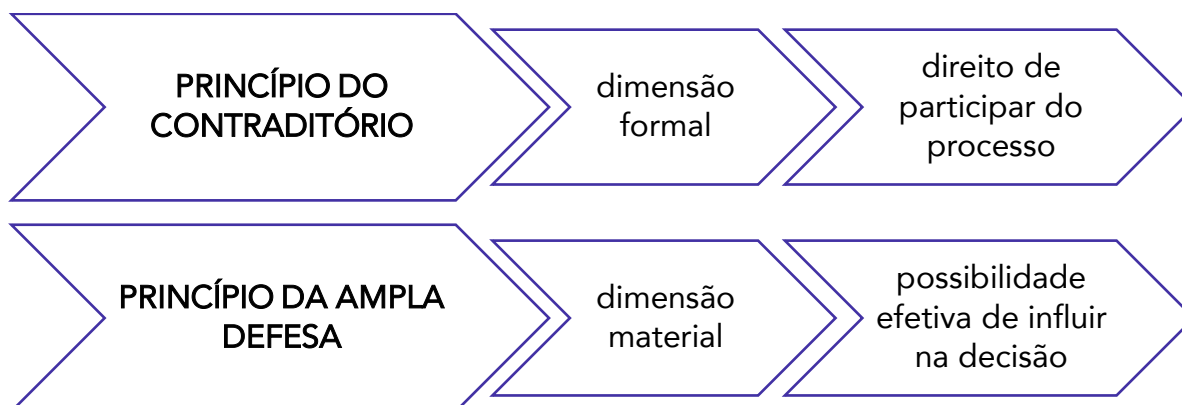 PRINCÍPIO DO
CONTRADITÓRIO
dimensão
formal
direito de
participar do
processo
PRINCÍPIO DA AMPLA
DEFESA
dimensão
material
possibilidade
efetiva de influir
na decisão